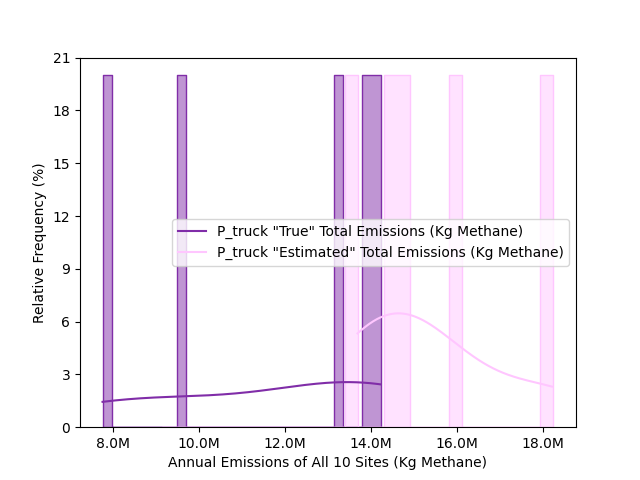 21
18
15
12
9
6
3
0
Relative Frequency (%)
P_truck "True" Total Emissions (Kg Methane)
P_truck "Estimated" Total Emissions (Kg Methane)
8.0M 10.0M 12.0M 14.0M 16.0M 18.0M
Annual Emissions of All 10 Sites (Kg Methane)